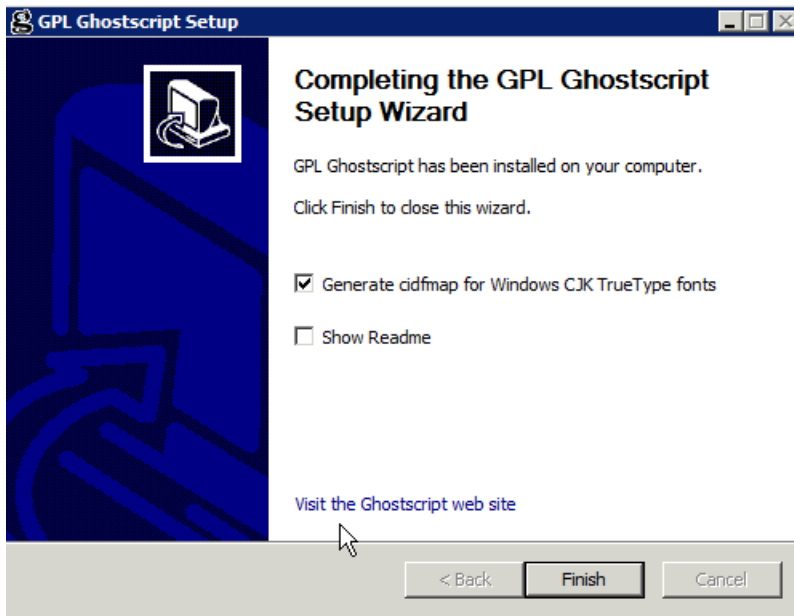 GPL Ghostscript Setup
Completing the GPL Ghostscript
Setup Wizard
GPL Ghostscript has been installed on your computer.
Click Finish to close this wizard.
Generate cidfmap for Windows CJK TrueType fonts
Show Readme
Visit the Ghostscript web site
< Back Finish Cancel